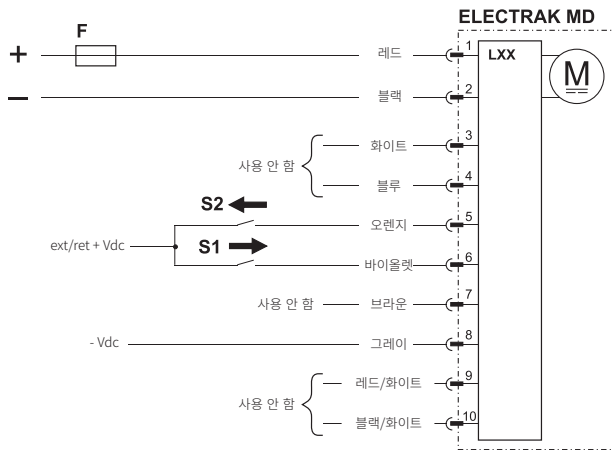 ELECTRAK MD
F
+
레드
1
LXX
M
−
블랙
2
화이트
3
사용 안 함
블루
4
S2
오렌지
5
ext/ret + Vdc
S1
바이올렛
6
사용 안 함
브라운
7
- Vdc
그레이
8
레드/화이트
9
사용 안 함
블랙/화이트
10